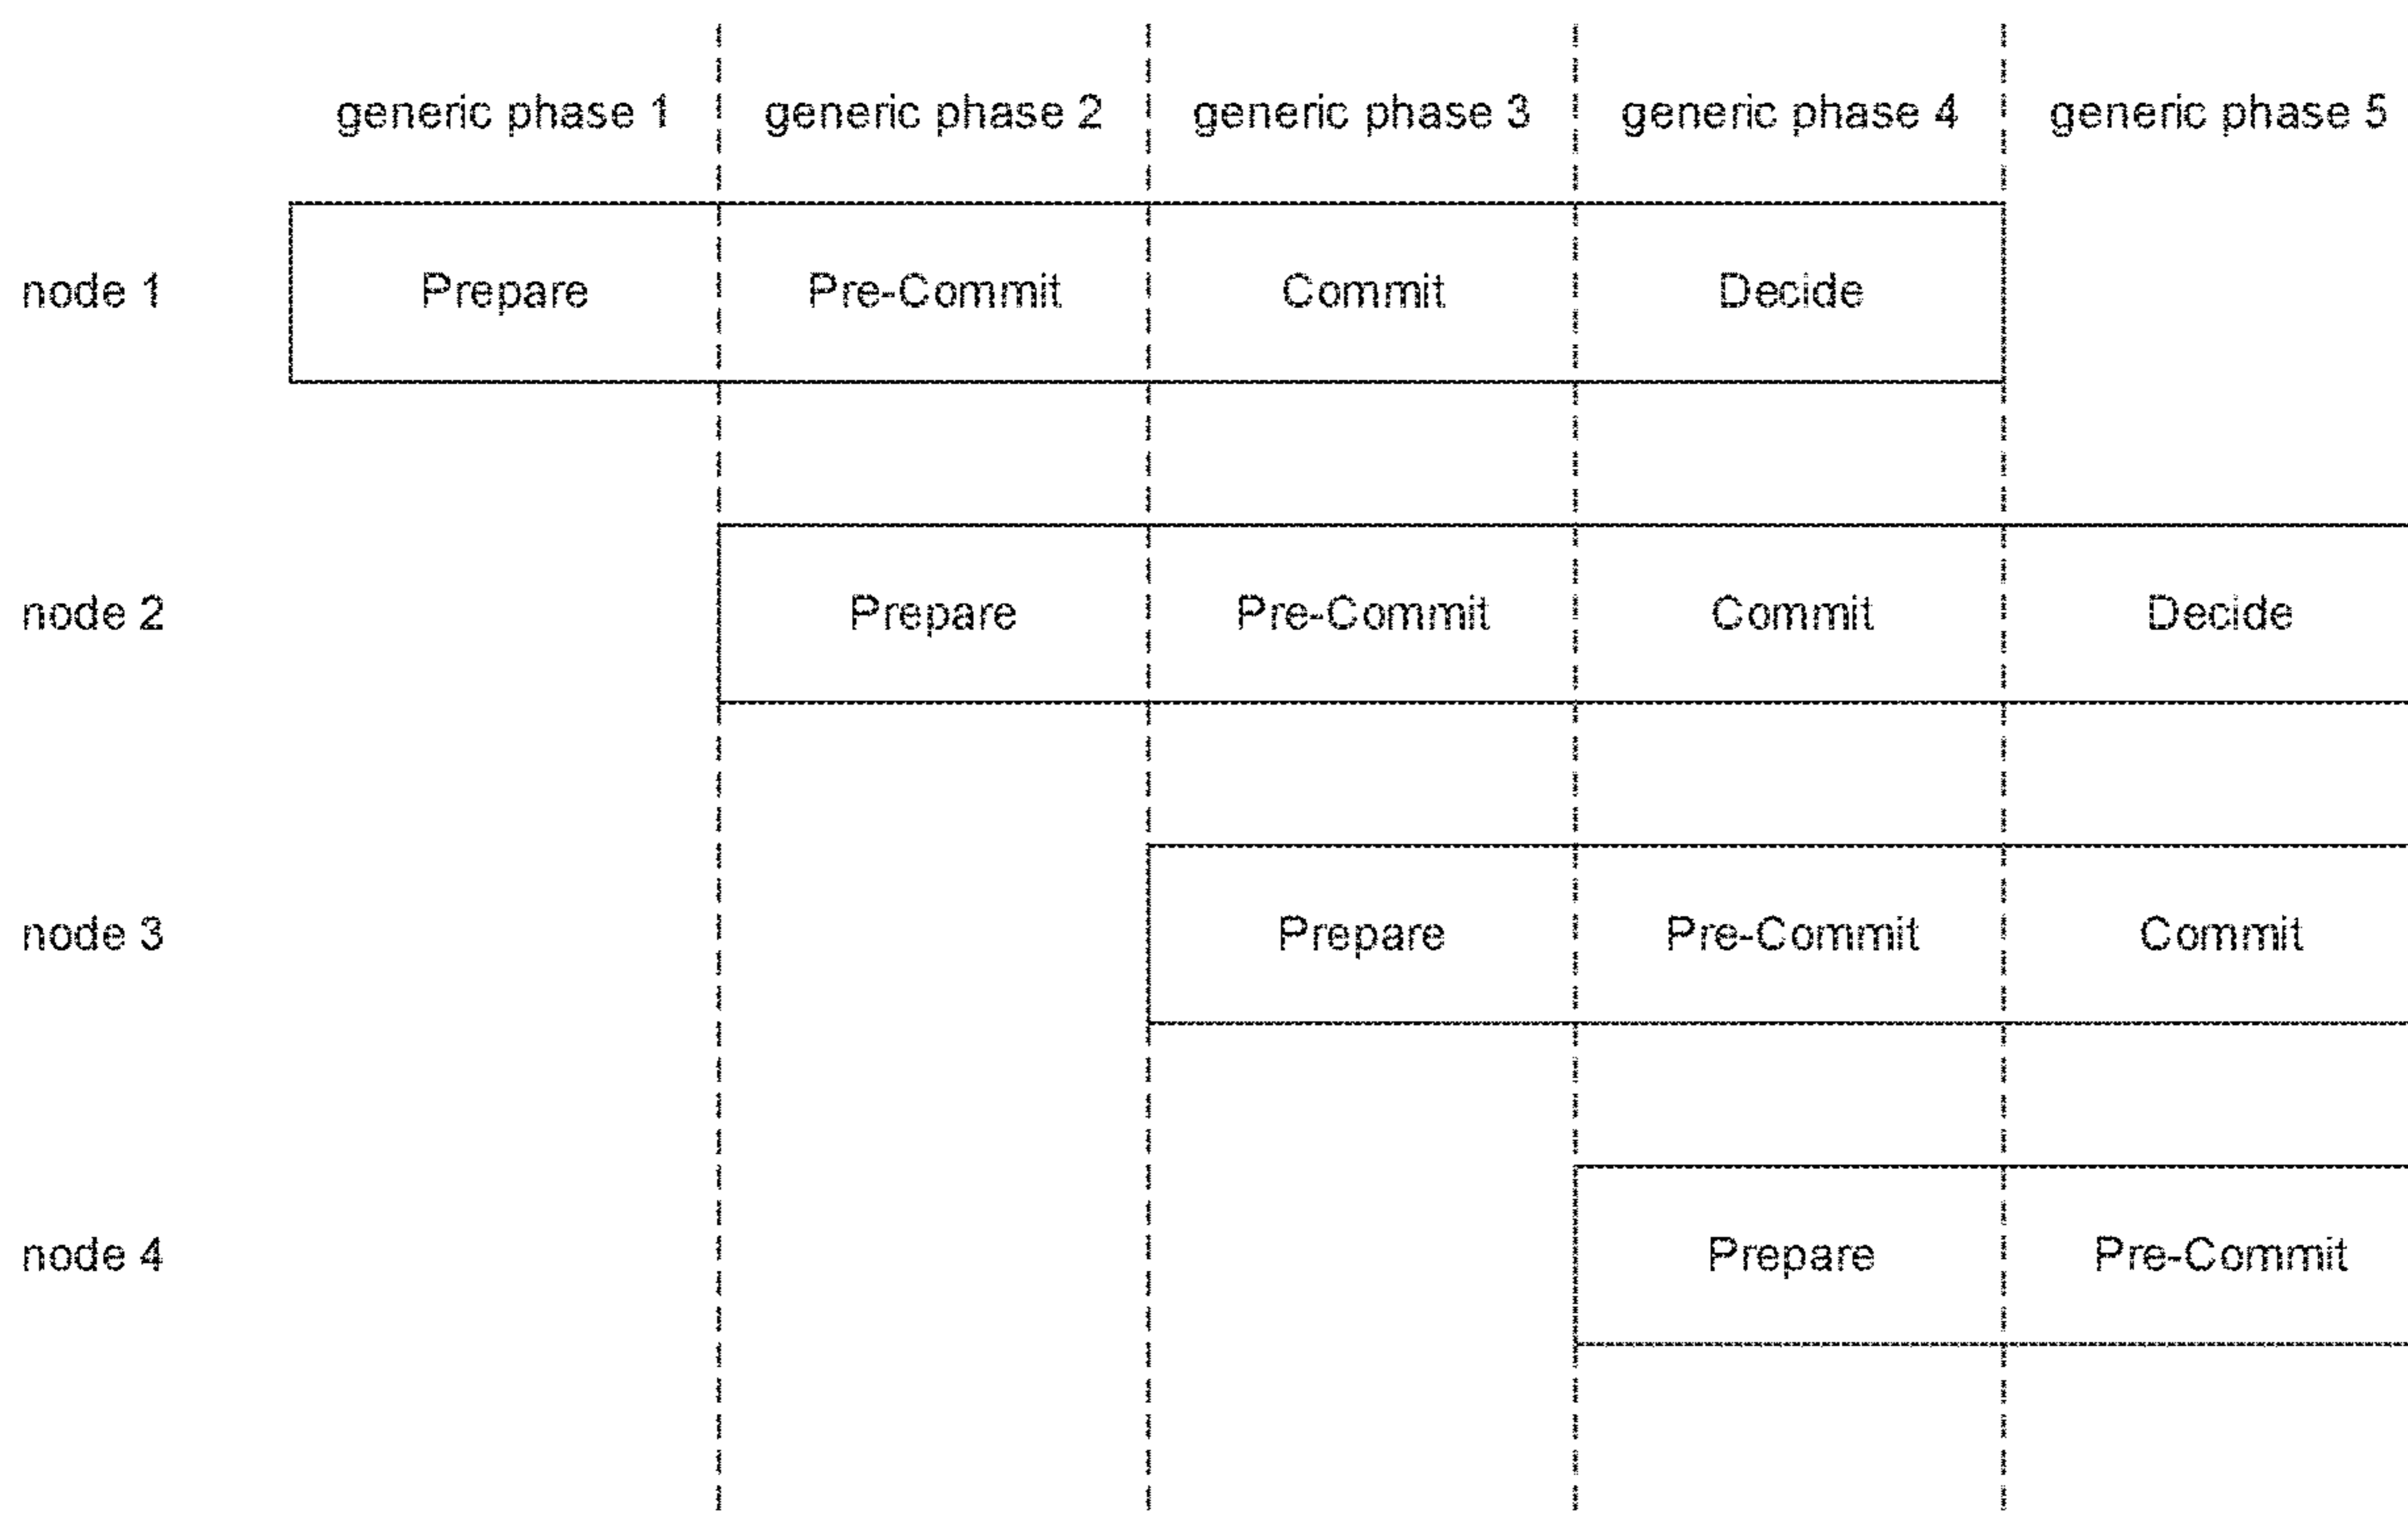 generic phase 1 generic phase 2 generic phase 3 generic phase 4 generic phase 5
node 1 Prepare Pre-Commit Commit Decide
node 2 Prepare Pre-Commit Commit Decide
node 3 Prepare Pre-Commit Commit
node 4 Prepare Pre-Commit